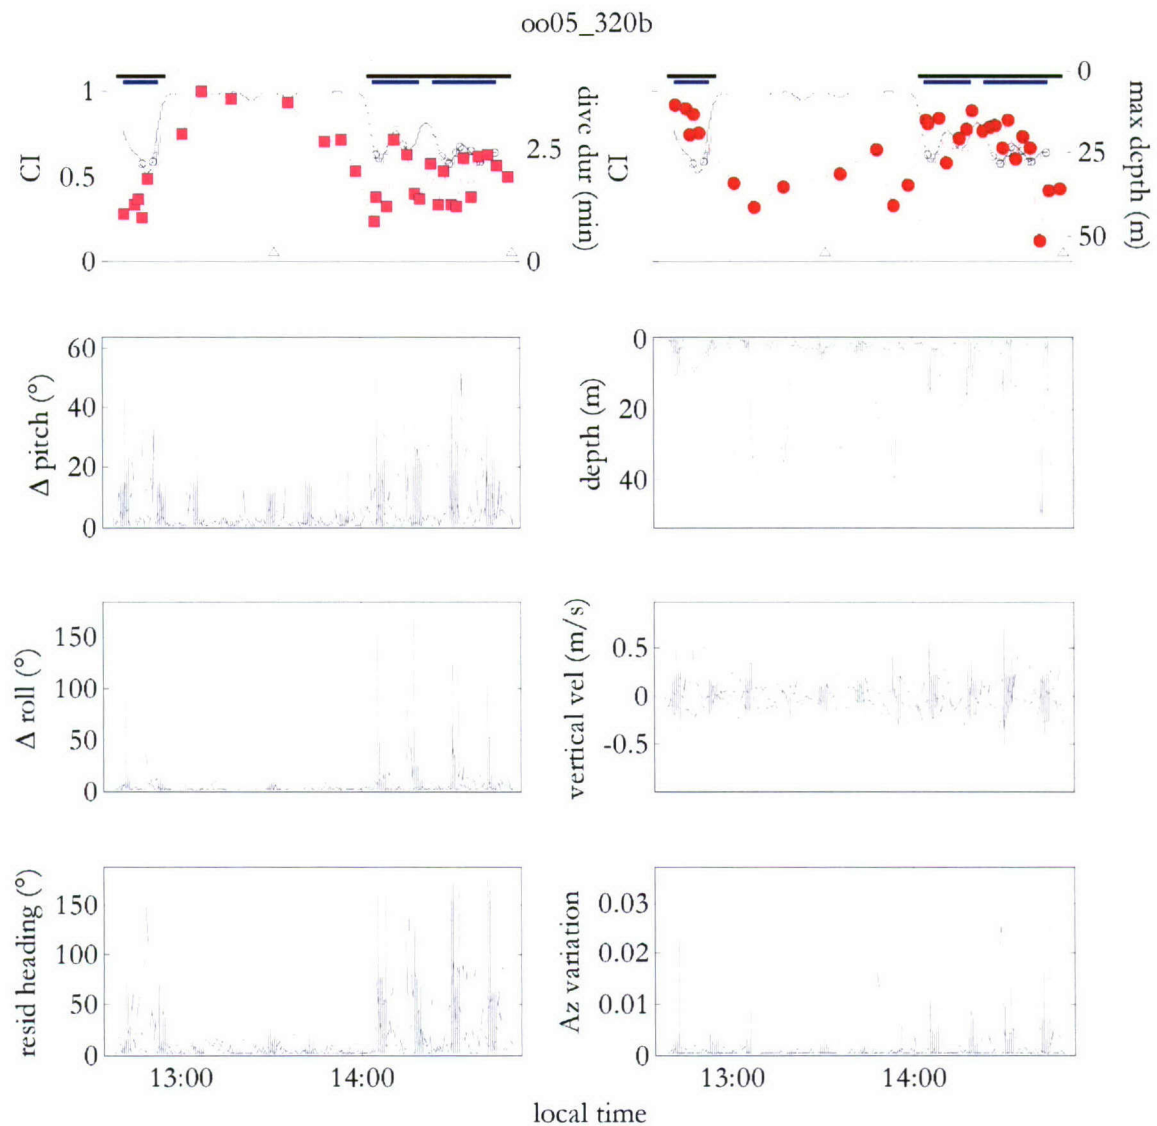 oo05_320b
1
0.5
0
CI
2.5
0
dive dur (min)
CI
0
25
50
max depth (m)
60
40
20
0
Δ pitch (°)
0
20
40
depth (m)
150
100
50
0
Δ roll (°)
0.5
0
-0.5
vertical vel (m/s)
150
100
50
0
resid heading (°)
0.03
0.02
0.01
0
Az variation
13:00 14:00
13:00 14:00
local time